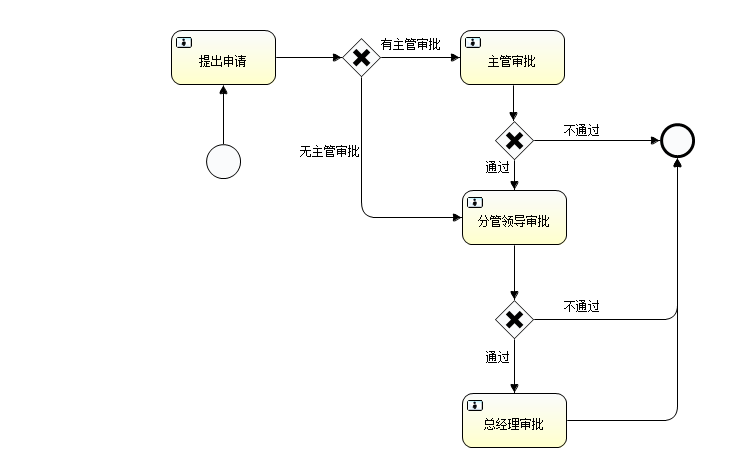 有主管审批
提出申请
主管审批
不通过
无主管审批
通过
分管领导审批
不通过
通过
总经理审批